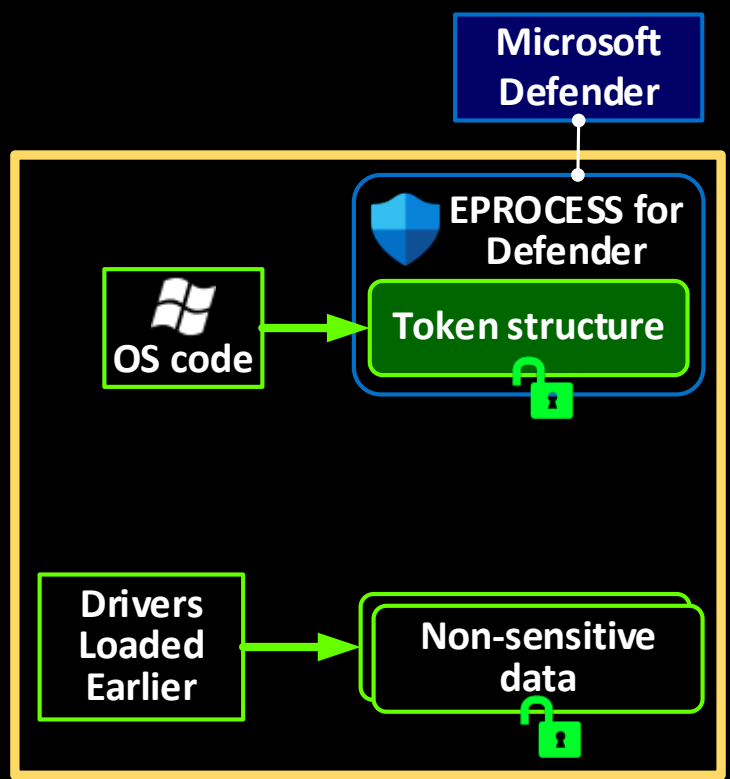 Microsoft
Defender
EPROCESS for
Defender
Token structure
OS code
Drivers
Loaded
Earlier
Non-sensitive
data